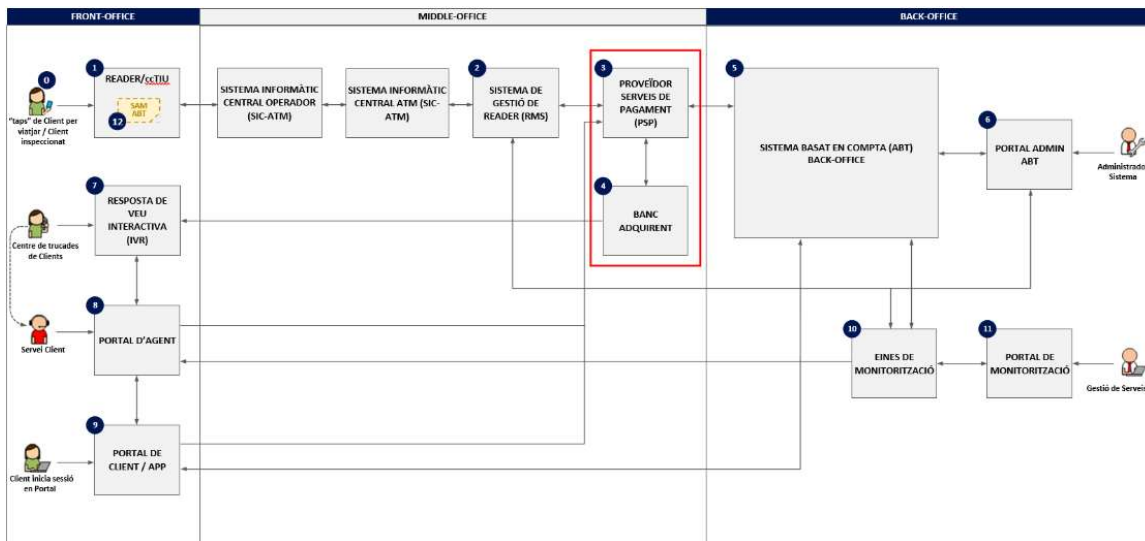 FRONT-OFFICE
MIDDLE-OFFICE
BACK-OFFICE
0
"taps" de Client per
viatjar / Client
inspeccionat
1
READER/ccTIU
SAM
ABT
12
SISTEMA INFORMÀTIC
CENTRAL OPERADOR
(SIC-ATM)
SISTEMA INFORMÀTIC
CENTRAL ATM (SIC-
ATM)
2
SISTEMA DE
GESTIÓ DE
READER (RMS)
3
PROVEÏDOR
SERVEIS DE
PAGAMENT
(PSP)
4
BANC
ADQUIRENT
5
SISTEMA BASAT EN COMPTA (ABT)
BACK-OFFICE
6
PORTAL ADMIN
ABT
Administrado
Sistema
7
RESPOSTA DE
VEU
INTERACTIVA
(IVR)
Centre de trucades
de Clients
8
PORTAL D'AGENT
Servei Client
9
PORTAL DE
CLIENT / APP
Client inicia sessió
en Portal
10
EINES DE
MONITORITZACIÓ
11
PORTAL DE
MONITORITZACIÓ
Gestió de Serveis